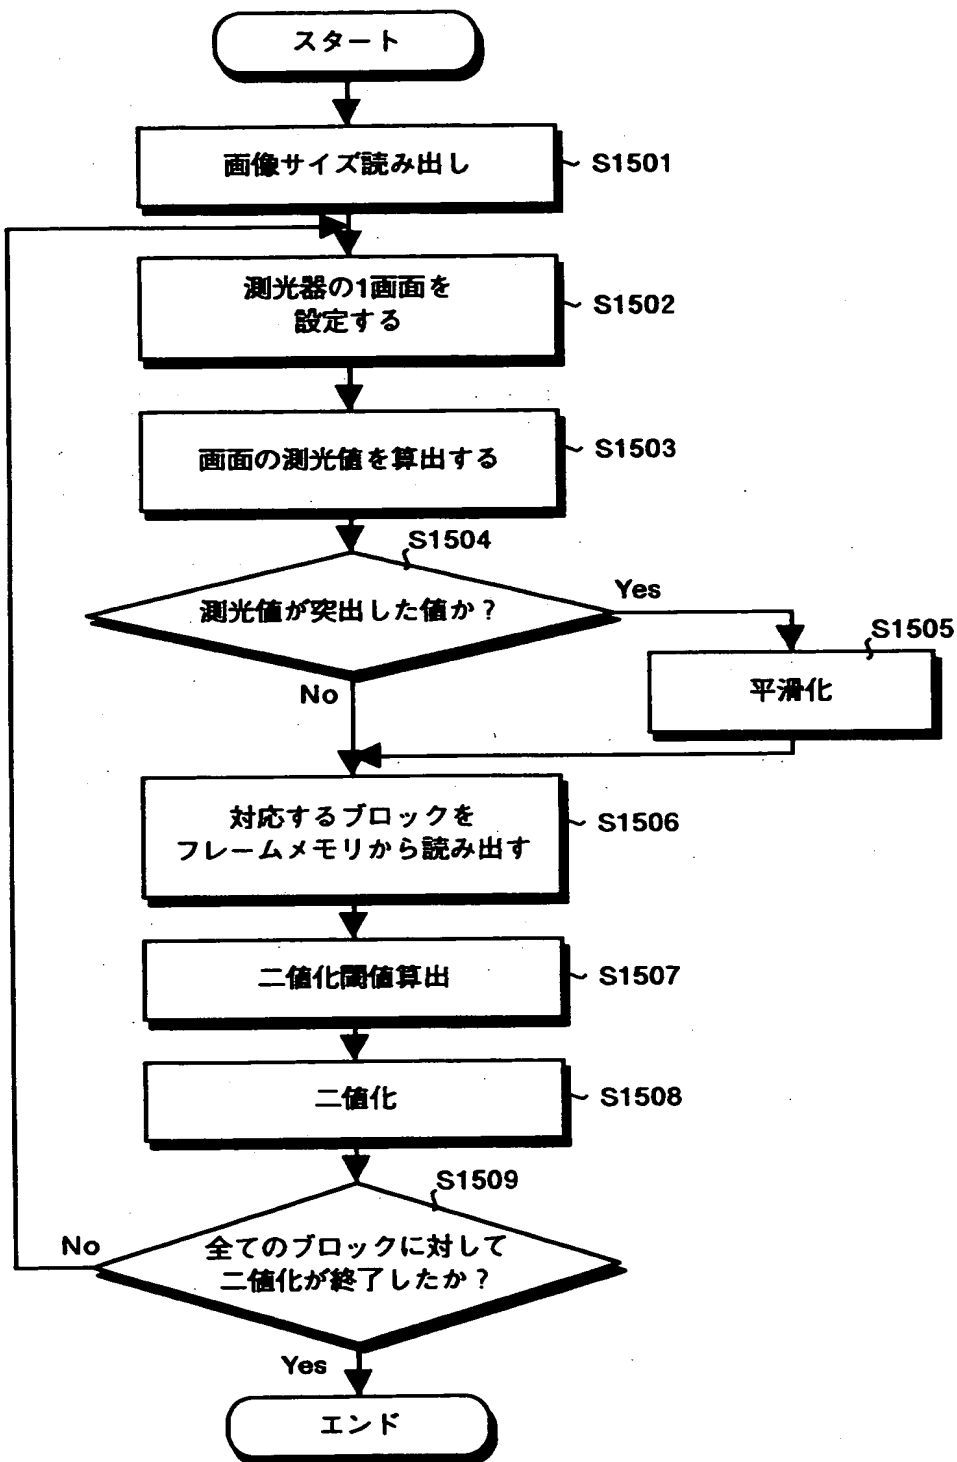 スタート
画像サイズ読み出し
S1501
測光器の1画面を
設定する
S1502
画面の測光値を算出する
S1503
S1504
測光値が突出した値か？
Yes
No
S1505
平滑化
対応するブロックを
フレームメモリから読み出す
S1506
二値化閾値算出
S1507
二値化
S1508
S1509
全てのブロックに対して
二値化が終了したか？
No
Yes
エンド